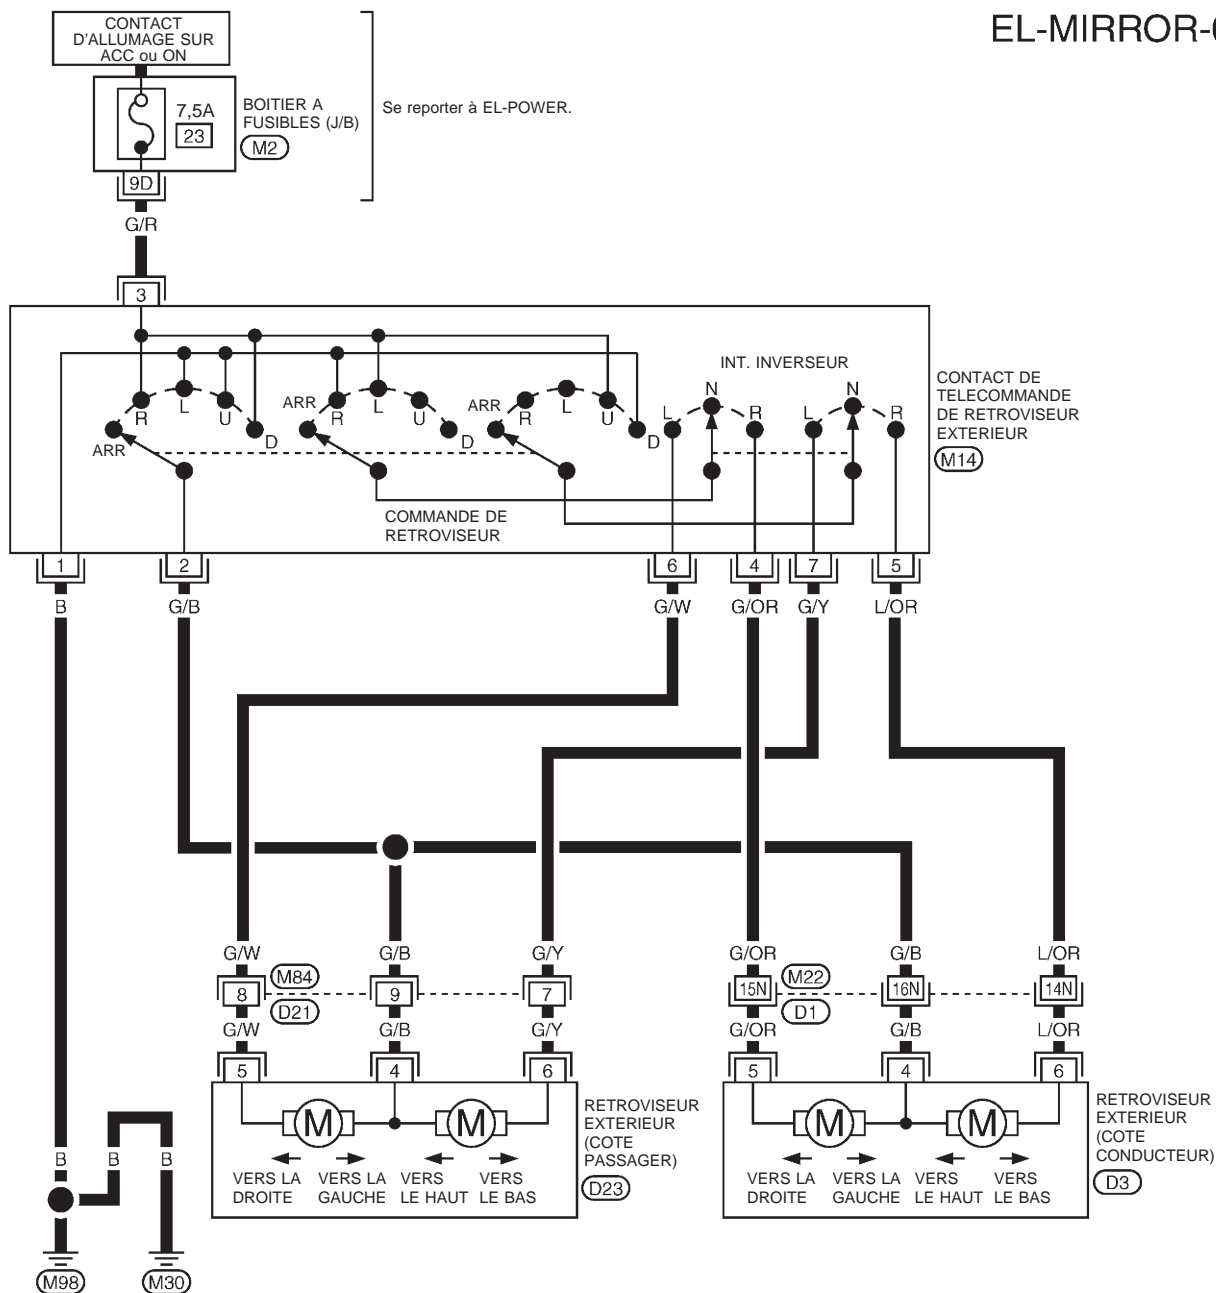 EL-MIRROR-6
CONTACT
D'ALLUMAGE SUR
ACC ou ON
7,5A
23
BOITIER A
FUSIBLES (J/B)
M2
Se reporter à EL-POWER.
9D
G/R
3
INT. INVERSEUR
ARR
R
L
U
D
ARR
R
L
U
D
ARR
R
L
U
D
L
N
R
L
N
R
COMMANDE DE
RETROVISEUR
CONTACT DE
TELECOMMANDE
DE RETROVISEUR
EXTERIEUR
M14
1
2
6
4
7
5
B
G/B
G/W
G/OR
G/Y
L/OR
G/W
G/B
G/Y
G/OR
G/B
L/OR
8
M84
D21
9
7
15N
M22
D1
16N
14N
G/W
G/B
G/Y
G/OR
G/B
L/OR
5
4
6
5
4
6
M
M
VERS LA
DROITE
VERS LA
GAUCHE
VERS
LE HAUT
VERS
LE BAS
RETROVISEUR
EXTERIEUR
(COTE
PASSAGER)
D23
M
M
VERS LA
DROITE
VERS LA
GAUCHE
VERS
LE HAUT
VERS
LE BAS
RETROVISEUR
EXTERIEUR
(COTE
CONDUCTEUR)
D3
B
B
B
M98
M30